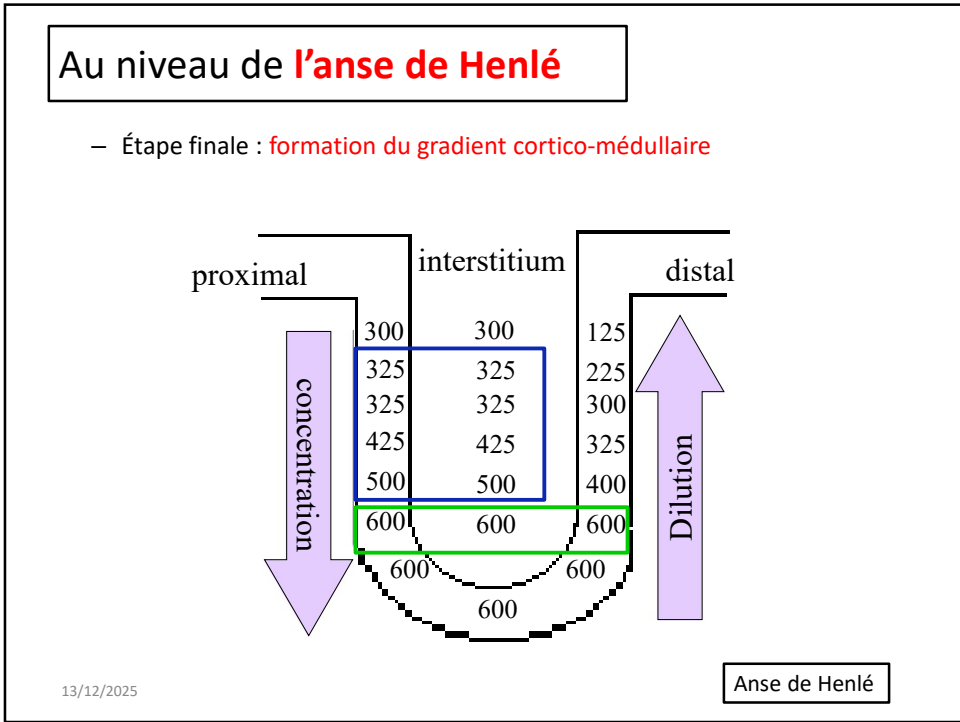 Au niveau de l'anse de Henlé
– Étape finale : formation du gradient cortico-médullaire
proximal interstitium distal
300 300 125
325 325 225
325 325 300
425 425 325
500 500 400
600 600 600
600 600
600
concentration
Dilution
13/12/2025
Anse de Henlé